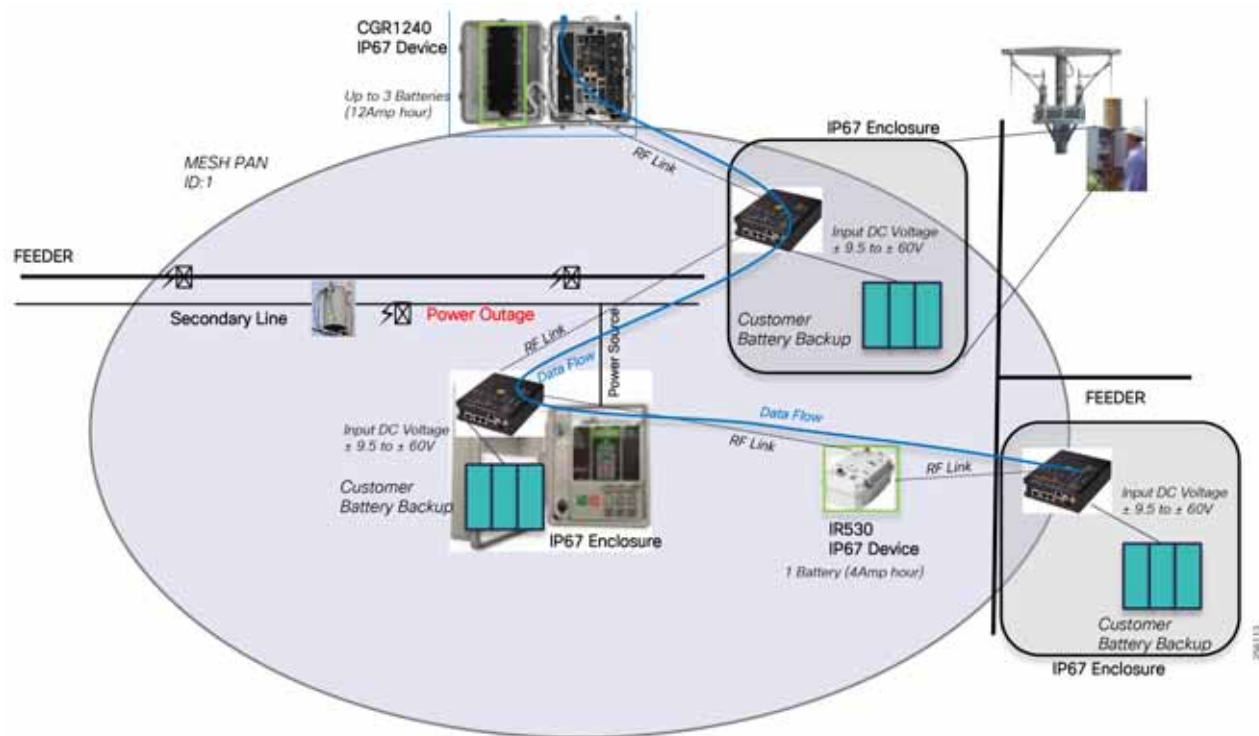 CGR1240
IP67 Device
Up to 3 Batteries
(12Amp hour)
IP67 Enclosure
RF Link
MESH PAN
ID:1
Input DC Voltage
± 9.5 to ± 60V
FEEDER
Secondary Line
Power Outage
Customer
Battery Backup
RF Link
Power Source
Data Flow
FEEDER
Data Flow
Input DC Voltage
± 9.5 to ± 60V
RF Link
RF Link
Input DC Voltage
± 9.5 to ± 60V
Customer
Battery Backup
IP67 Enclosure
IR530
IP67 Device
1 Battery (4Amp hour)
Customer
Battery Backup
IP67 Enclosure